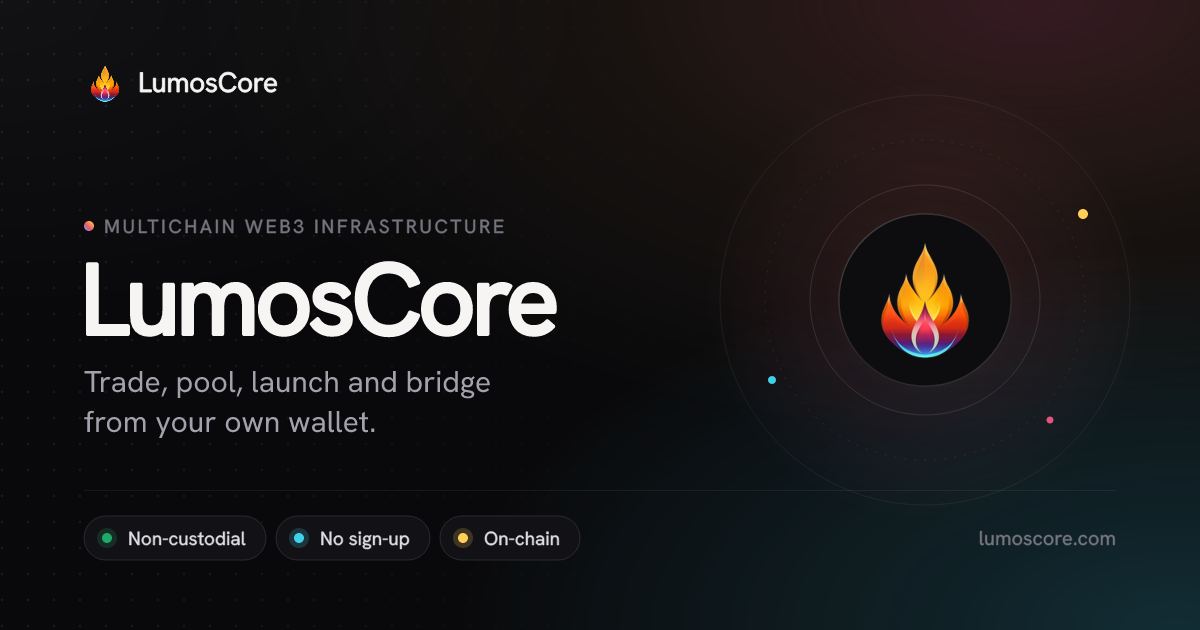 LumosCore
MULTICHAIN WEB3 INFRASTRUCTURE
LumosCore
Trade, pool, launch and bridge
from your own wallet.
Non-custodial
No sign-up
On-chain
lumoscore.com